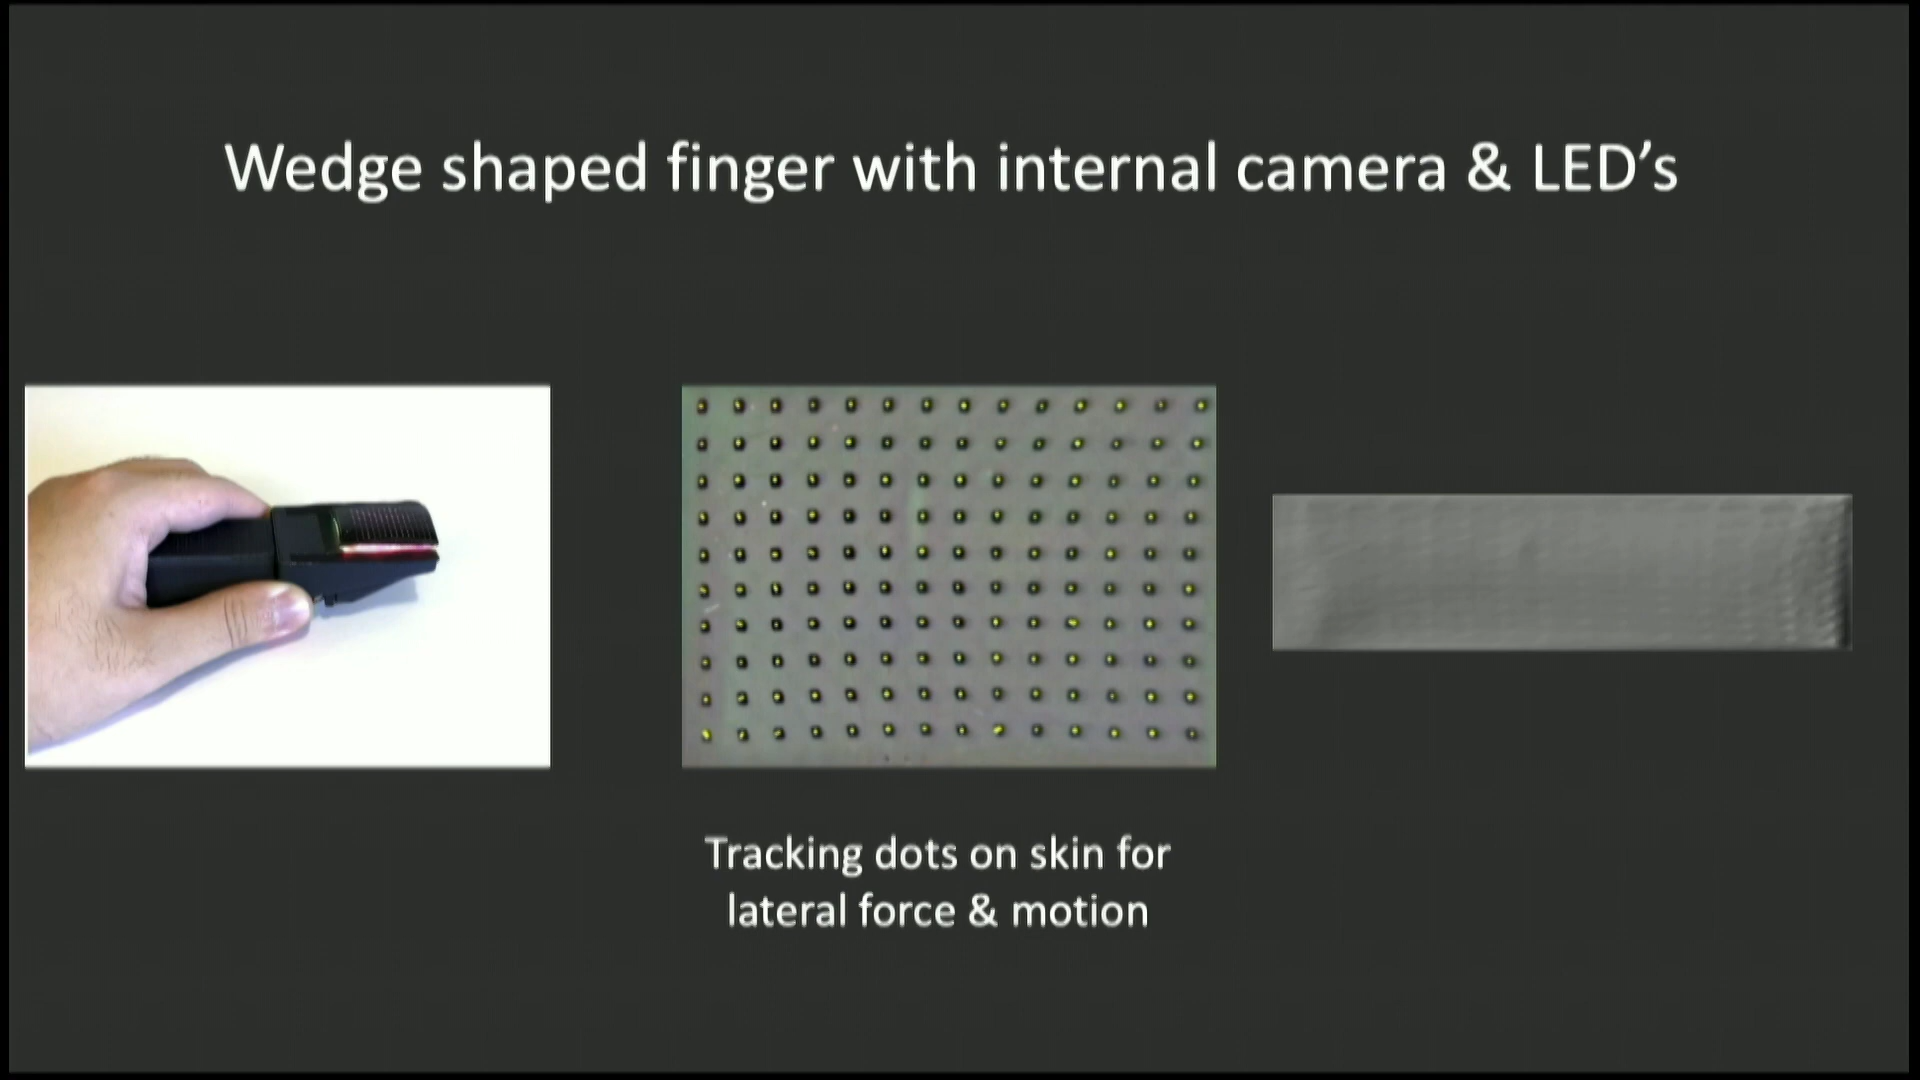 Wedge shaped finger with internal camera & LED’s
Tracking dots on skin for
lateral force & motion